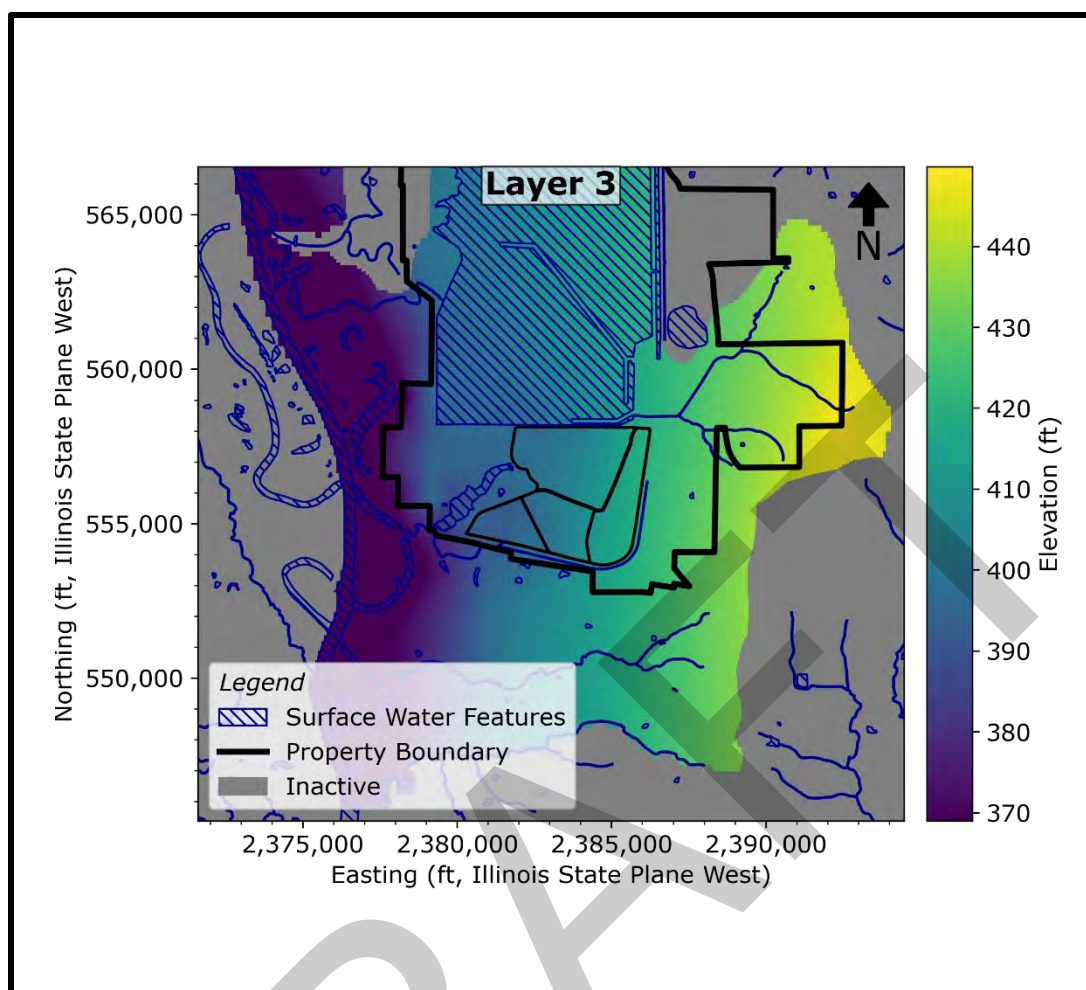 Layer 3
N
565,000
560,000
555,000
550,000
Northing (ft, Illinois State Plane West)
2,375,000
2,380,000
2,385,000
2,390,000
Easting (ft, Illinois State Plane West)
Legend
Surface Water Features
Property Boundary
Inactive
440
430
420
410
400
390
380
370
Elevation (ft)
DRAFT